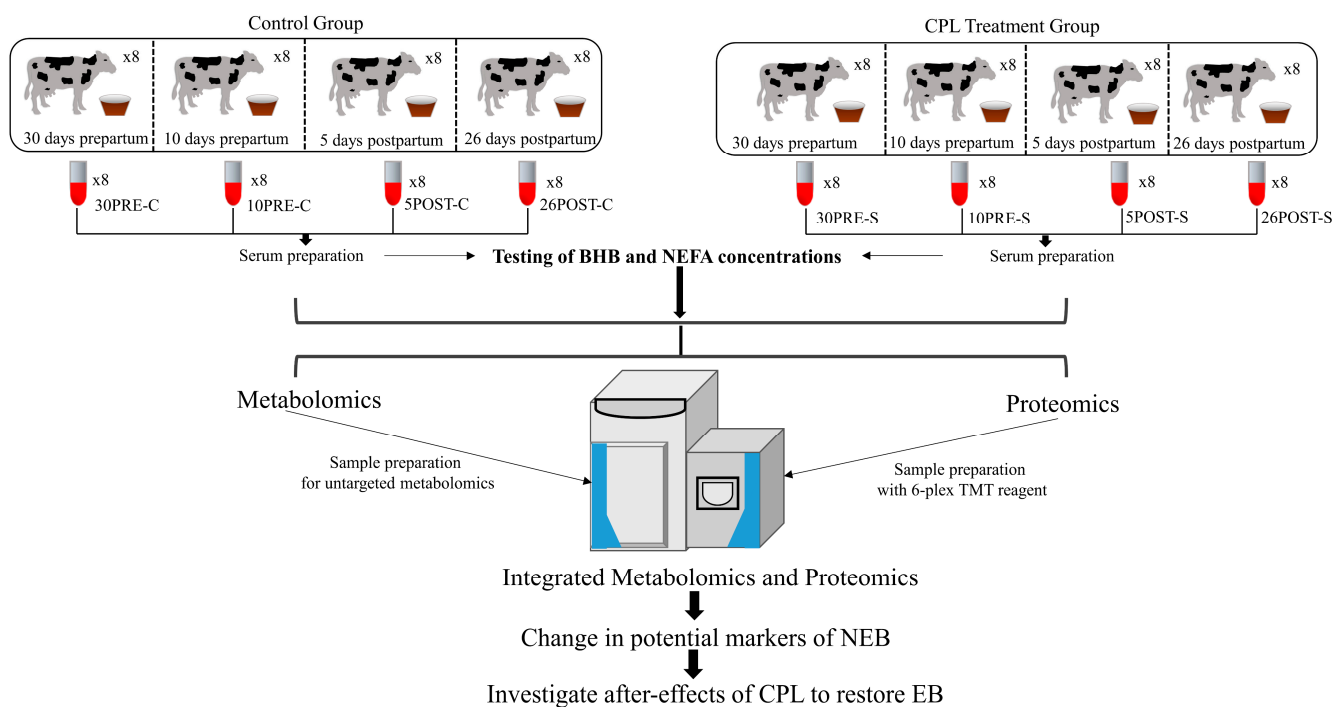 Control Group
CPL Treatment Group
x8
x8
x8
x8
x8
x8
x8
x8
30 days prepartum
10 days prepartum
5 days postpartum
26 days postpartum
30 days prepartum
10 days prepartum
5 days postpartum
26 days postpartum
x8
x8
x8
x8
x8
x8
x8
x8
30PRE-C
10PRE-C
5POST-C
26POST-C
30PRE-S
10PRE-S
5POST-S
26POST-S
Serum preparation
Testing of BHB and NEFA concentrations
Serum preparation
Metabolomics
Proteomics
Sample preparation
for untargeted metabolomics
Sample preparation
with 6-plex TMT reagent
Integrated Metabolomics and Proteomics
Change in potential markers of NEB
Investigate after-effects of CPL to restore EB